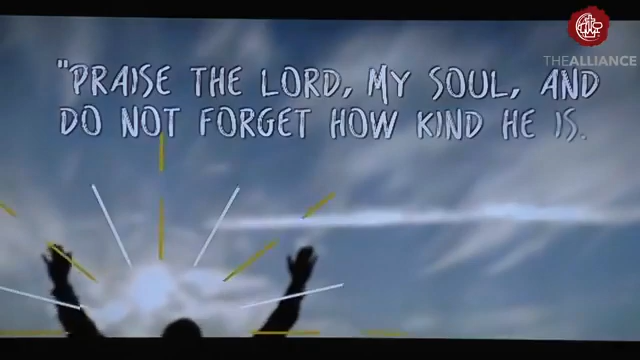 "PRAISE THE LORD, MY SOUL, AND
DO NOT FORGET HOW KIND HE IS.
THEALLIANCE